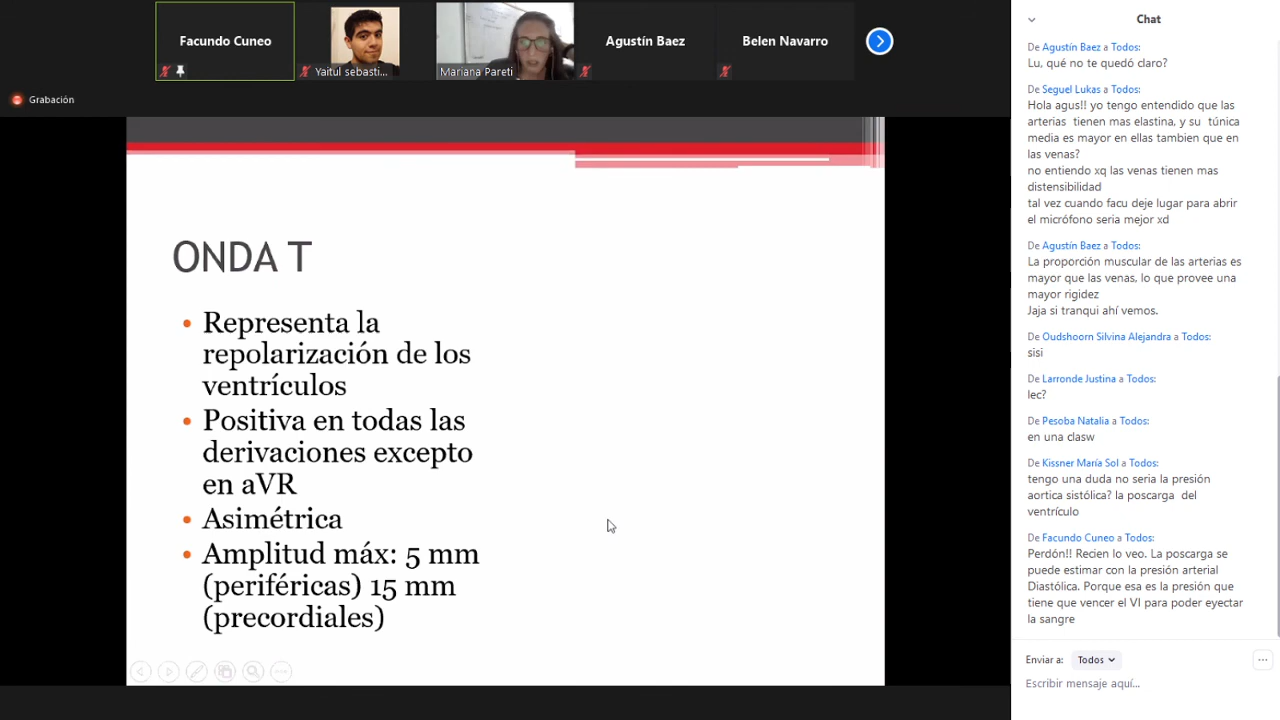 Facundo Cuneo
Yaitul sebasti...
Mariana Pareti
Agustín Baez
Belen Navarro
Grabación
ONDA T
• Representa la
repolarización de los
ventrículos
• Positiva en todas las
derivaciones excepto
en aVR
• Asimétrica
• Amplitud máx: 5 mm
(periféricas) 15 mm
(precordiales)
Chat
De Agustín Baez a Todos:
Lu, qué no te quedó claro?
De Seguel Lukas a Todos:
Hola agus!! yo tengo entendido que las
arterias tienen mas elastina, y su túnica
media es mayor en ellas tambien que en
las venas?
no entiendo xq las venas tienen mas
distensibilidad
tal vez cuando facu deje lugar para abrir
el micrófono seria mejor xd
De Agustín Baez a Todos:
La proporción muscular de las arterias es
mayor que las venas, lo que provee una
mayor rigidez
Jaja si tranqui ahí vemos.
De Oudshoorn Silvina Alejandra a Todos:
sisi
De Larronde Justina a Todos:
lec?
De Pesoba Natalia a Todos:
en una clasw
De Kissner María Sol a Todos:
tengo una duda no seria la presión
aortica sistólica? la poscarga del
ventrículo
De Facundo Cuneo a Todos:
Perdón!! Recien lo veo. La poscarga se
puede estimar con la presión arterial
Diastólica. Porque esa es la presión que
tiene que vencer el VI para poder eyectar
la sangre
Enviar a: Todos
Escribir mensaje aquí...